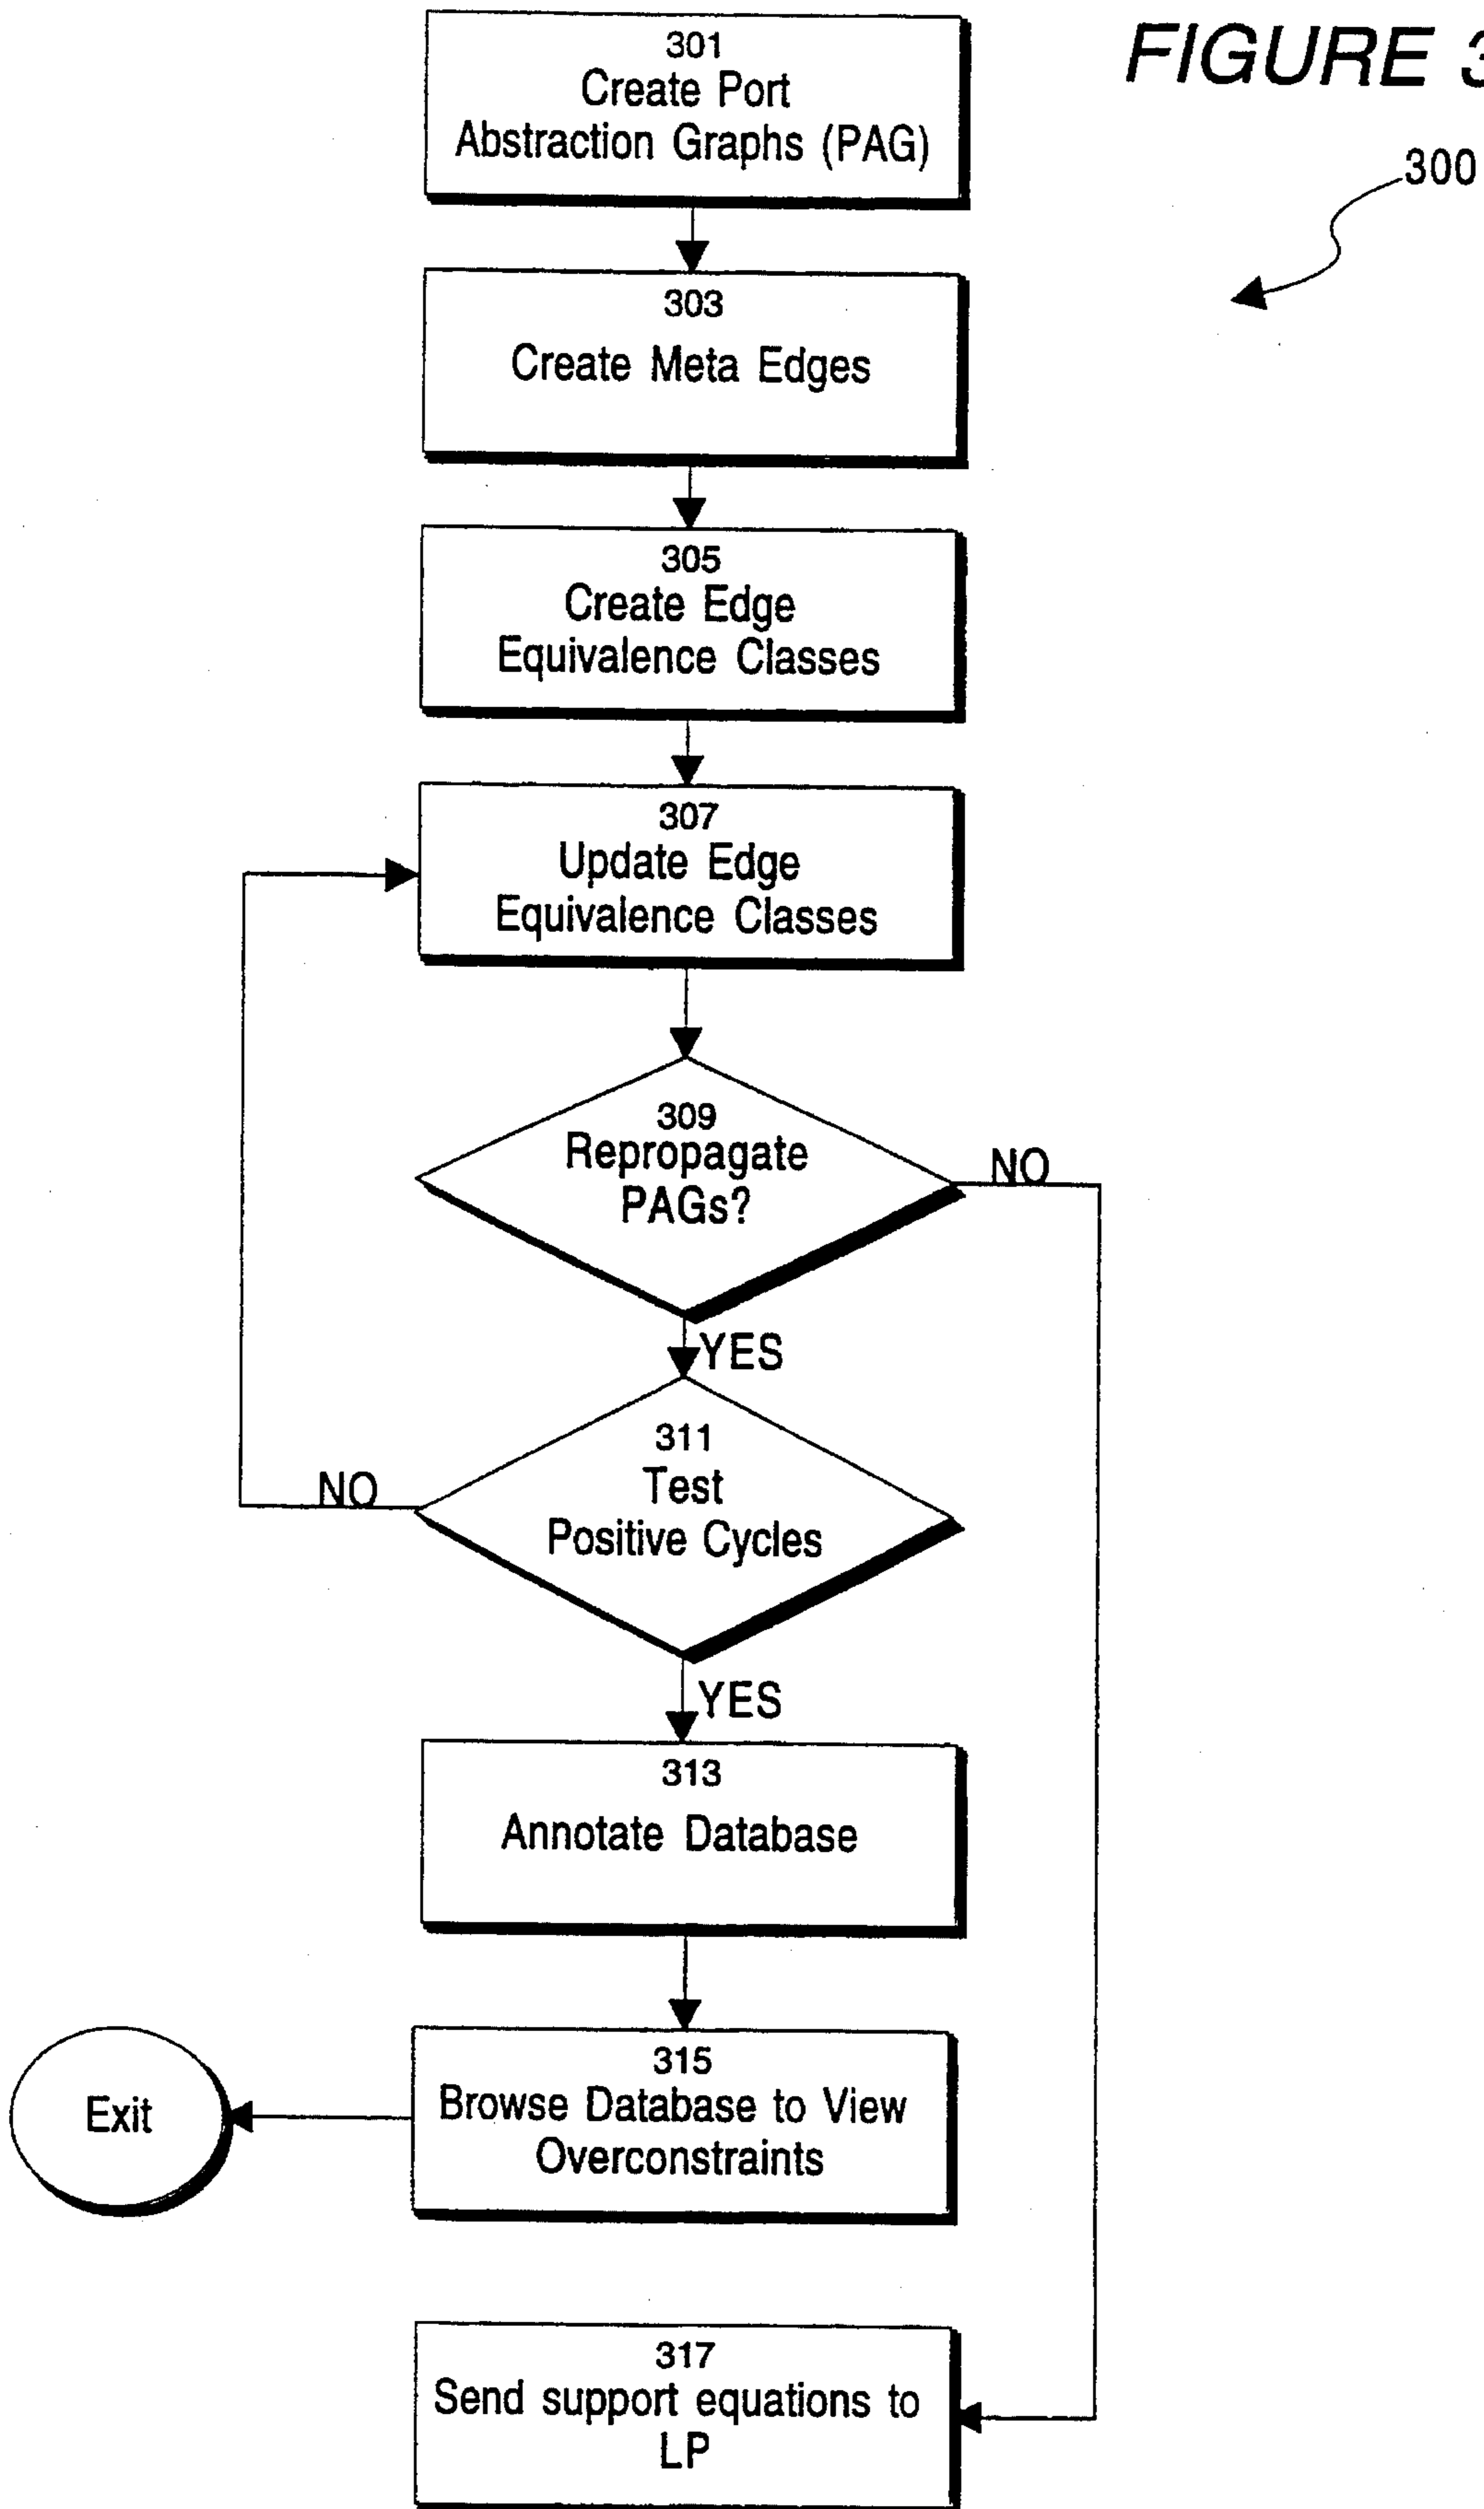 FIGURE 3
300
301
Create Port
Abstraction Graphs (PAG)
303
Create Meta Edges
305
Create Edge
Equivalence Classes
307
Update Edge
Equivalence Classes
309
Repropagate
PAGs?
NO
YES
311
Test
Positive Cycles
NO
YES
313
Annotate Database
315
Browse Database to View
Overconstraints
Exit
317
Send support equations to
LP